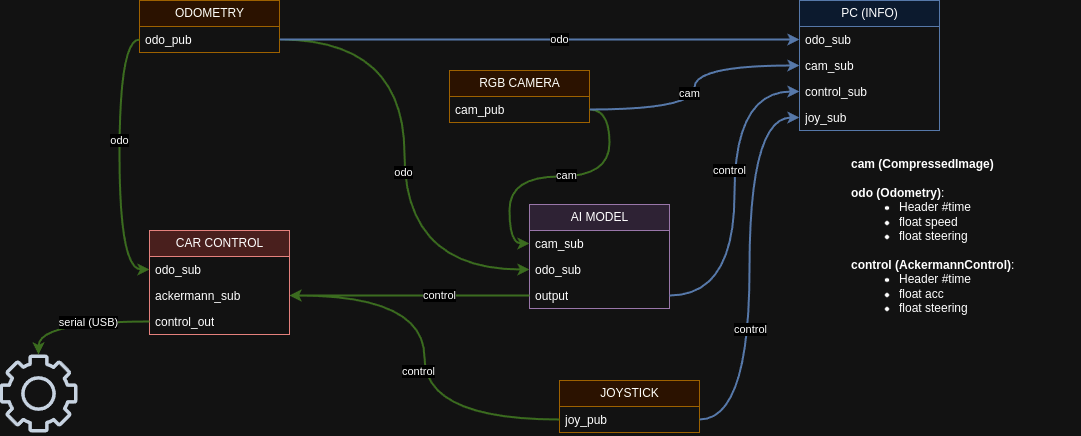 ODOMETRY
odo_pub
PC (INFO)
odo_sub
cam_sub
control_sub
joy_sub
odo
RGB CAMERA
cam_pub
cam
odo
odo
cam
control
cam (CompressedImage)
odo (Odometry):
• Header #time
• float speed
• float steering
control (AckermannControl):
• Header #time
• float acc
• float steering
AI MODEL
cam_sub
odo_sub
output
CAR CONTROL
odo_sub
ackermann_sub
control_out
control
serial (USB)
control
control
JOYSTICK
joy_pub